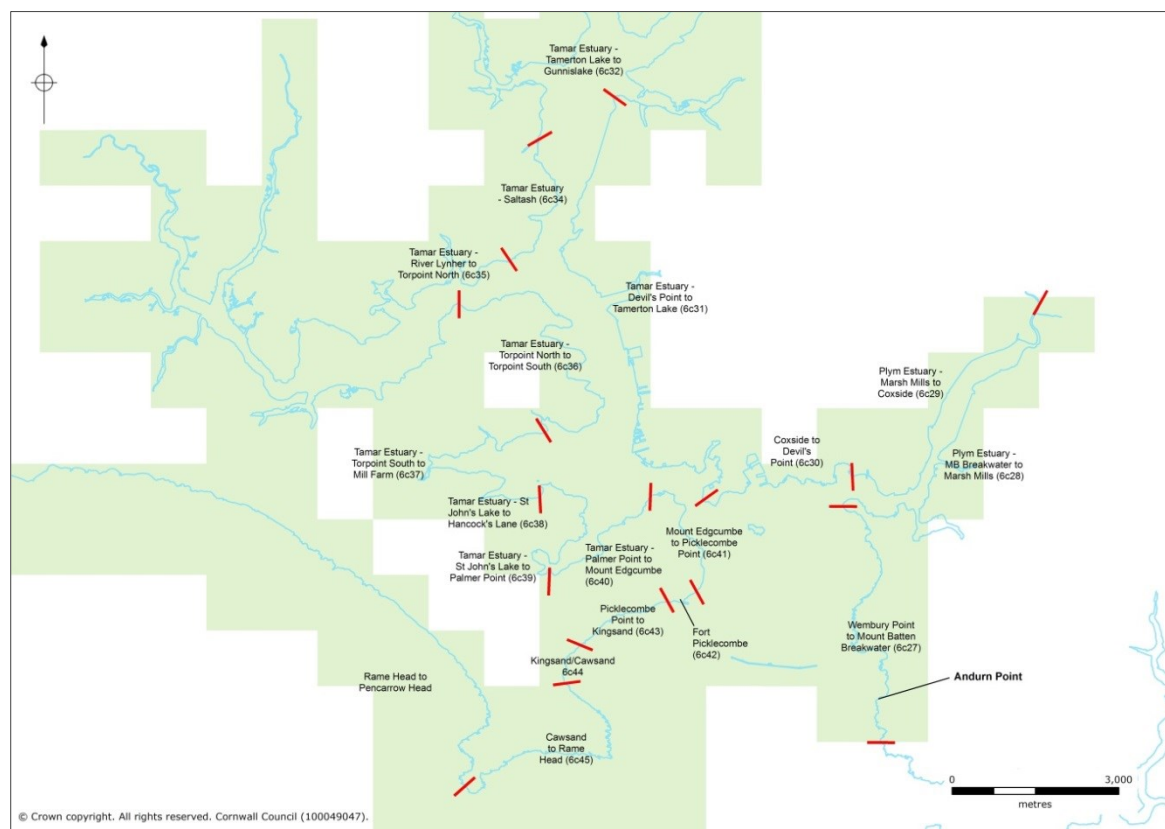 Tamar Estuary -
Tamerton Lake to
Gunnislake (6c32)
Tamar Estuary
- Saltash (6c34)
Tamar Estuary -
River Lynher to
Torpoint North (6c35)
Tamar Estuary -
Devil's Point to
Tamerton Lake (6c31)
Tamar Estuary -
Torpoint North to
Torpoint South (6c36)
Plym Estuary -
Marsh Mills to
Coxside (6c29)
Coxside to
Devil's
Point (6c30)
Plym Estuary -
MB Breakwater to
Marsh Mills (6c28)
Tamar Estuary -
Torpoint South to
Mill Farm (6c37)
Tamar Estuary - St
John's Lake to
Hancock's Lane (6c38)
Mount Edgcumbe
to Picklecombe
Point (6c41)
Tamar Estuary -
St John's Lake to
Palmer Point (6c39)
Tamar Estuary -
Palmer Point to
Mount Edgcumbe
(6c40)
Picklecombe
Point to
Kingsand (6c43)
Fort
Picklecombe
(6c42)
Wembury Point
to Mount Batten
Breakwater (6c27)
Kingsand/Cawsand
6c44
Rame Head to
Pencarrow Head
Andurn Point
Cawsand
to Rame
Head (6c45)
0 3,000
metres
© Crown copyright. All rights reserved. Cornwall Council (100049047).